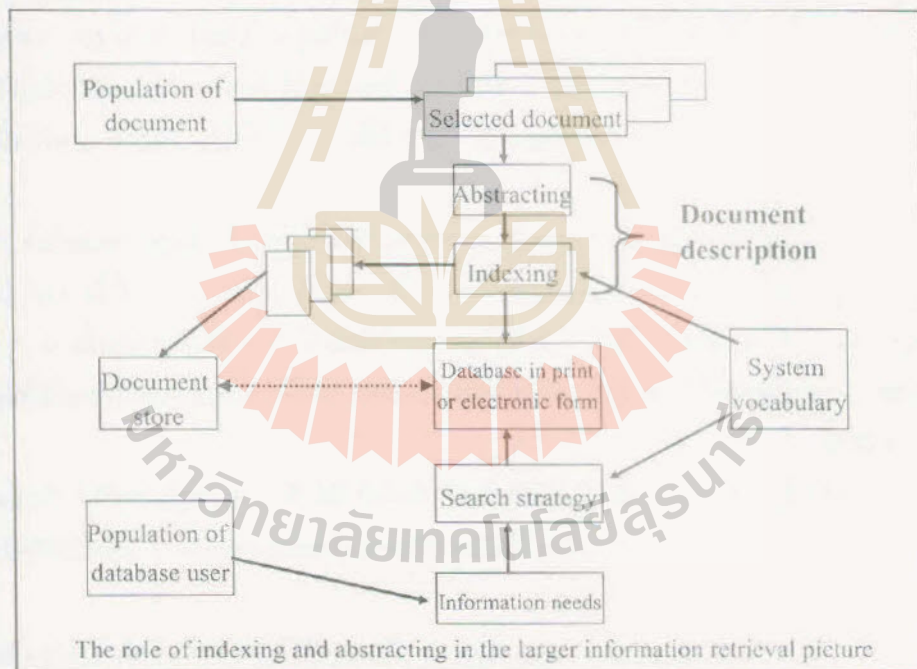 Population of
document
Selected document
Abstracting
Document
description
Indexing
Document
store
Database in print
or electronic form
System
vocabulary
Search strategy
Population of
database user
Information needs
มหาวิทยาลัยเทคโนโลยีสุรนารี
The role of indexing and abstracting in the larger information retrieval picture